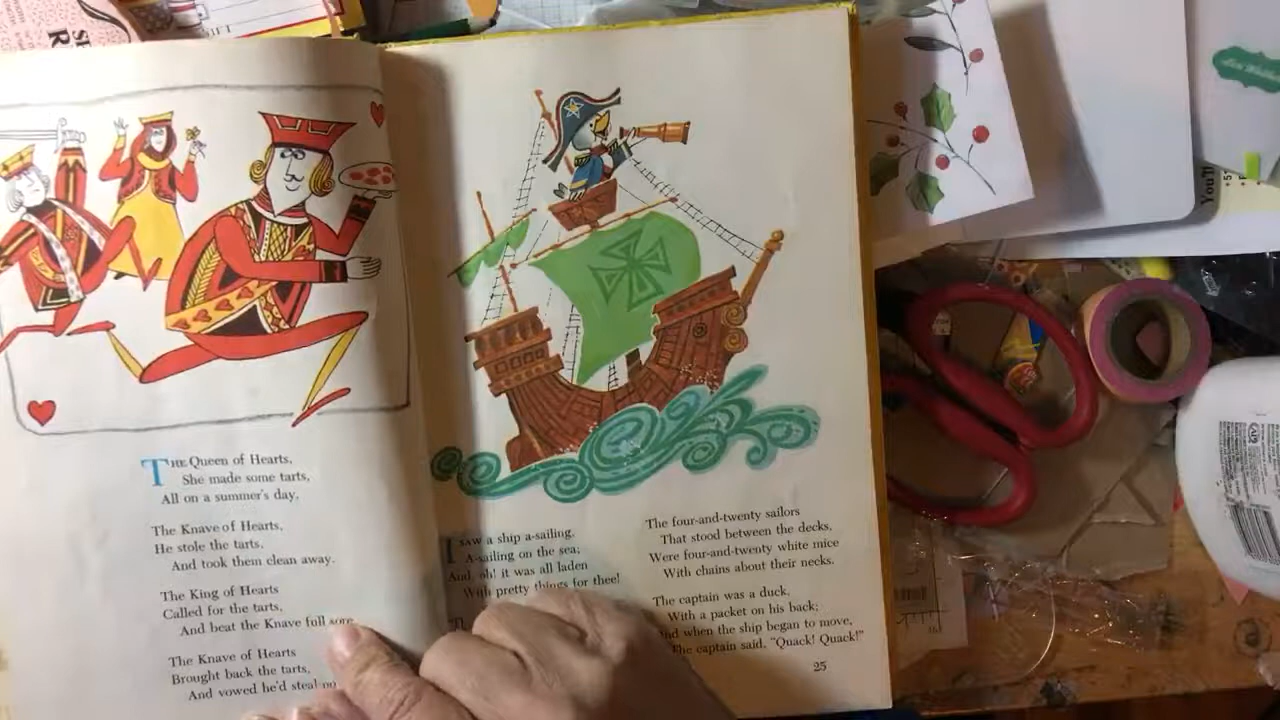 THE Queen of Hearts,
She made some tarts,
All on a summer's day,
The Knave of Hearts,
He stole the tarts,
And took them clean away.
The King of Hearts
Called for the tarts,
And beat the Knave full sore
The Knave of Hearts
Brought back the tarts,
And vowed he'd steal no
I SAW a ship a-sailing,
A-sailing on the sea;
And, oh! it was all laden
With pretty things for thee!
The four-and-twenty sailors
That stood between the decks,
Were four-and-twenty white mice
With chains about their necks.
The captain was a duck,
With a packet on his back;
And when the ship began to move,
The captain said, "Quack! Quack!"
25